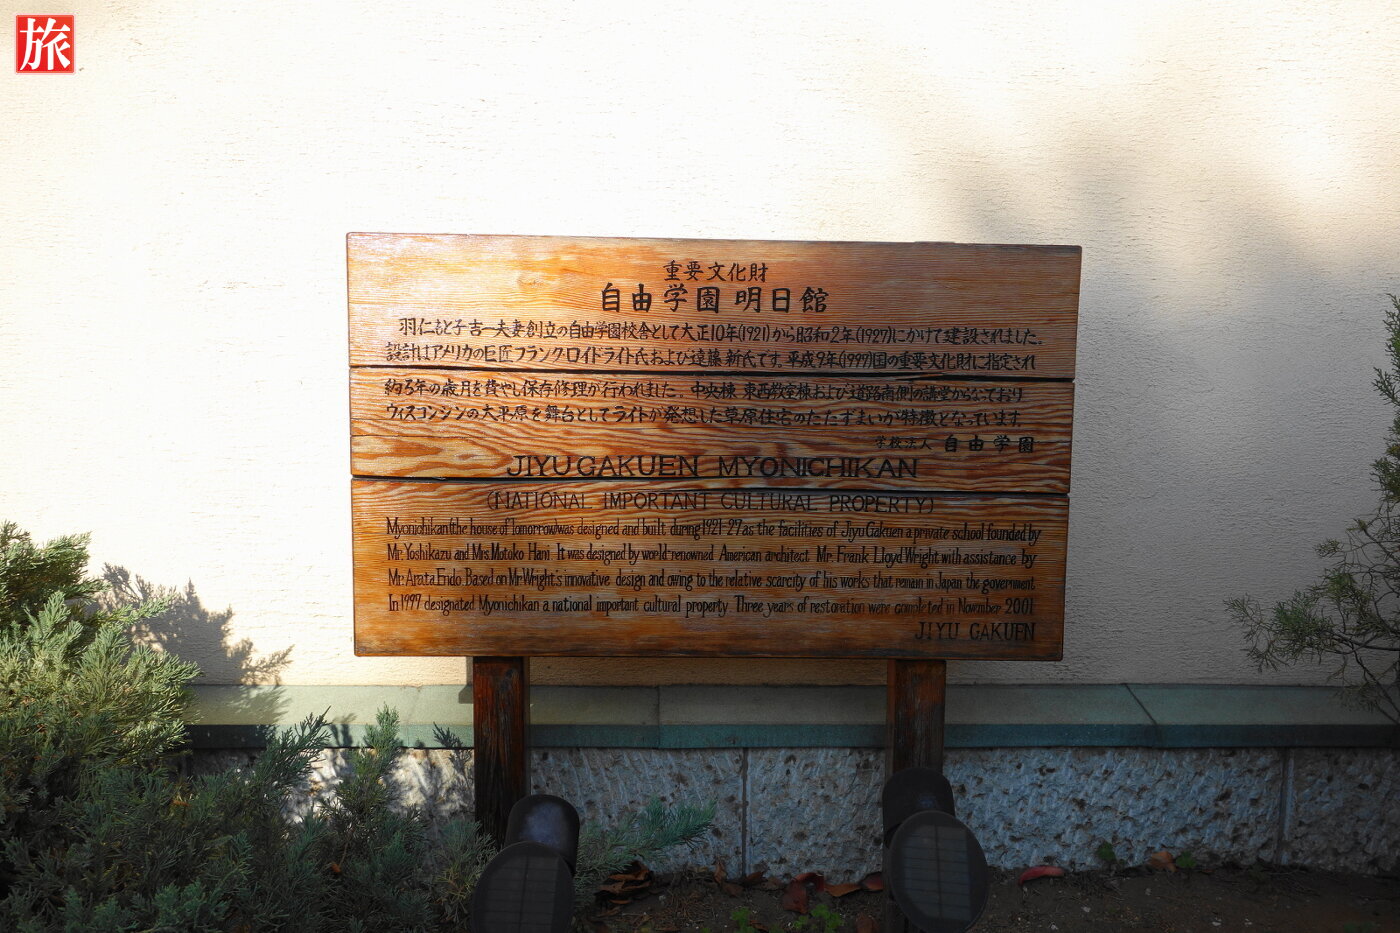 旅
重要文化財
自由学園 明日館
羽仁もと子吉一夫妻創立の自由学園校舎として大正10年(1921)から昭和2年(1927)にかけて建設されました。
設計はアメリカの巨匠フランク・ロイド・ライト氏および遠藤 新氏です。平成9年(1997)国の重要文化財に指定され
約3年の歳月を費やし保存修理が行われました。中央棟 東西教室棟および道路南側の講堂からなっており
ウィスコンシンの大平原を舞台としてライトが発想した草原住宅のたたずまいが特徴となっています。
学校法人 自由学園
JIYU GAKUEN MYONICHIKAN
(NATIONAL IMPORTANT CULTURAL PROPERTY)
Myonichikan(the house of Tomorrow)was designed and built during 1921-27 as the facilities of Jiyu Gakuen a private school founded by
Mr. Yoshikazu and Mrs. Motoko Hani. It was designed by world-renowned American architect Mr. Frank Lloyd Wright with assistance by
Mr. Arata Endo. Based on Mr. Wright's innovative design and owing to the relative scarcity of his works that remain in Japan the government
In 1997 designated Myonichikan a national important cultural property. Three years of restoration were completed in November 2001
JIYU GAKUEN